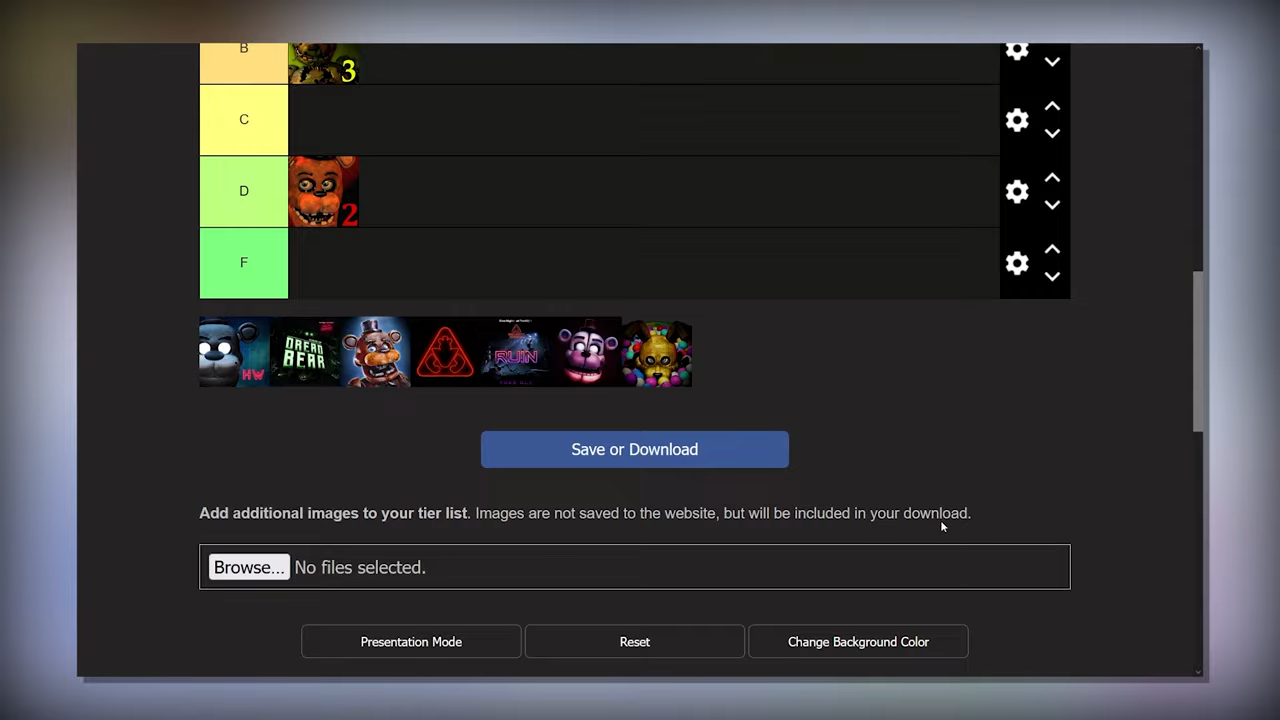 B
3
C
D
2
F
HW
DREAD
BEAR
RUIN
Save or Download
Add additional images to your tier list. Images are not saved to the website, but will be included in your download.
Browse... No files selected.
Presentation Mode
Reset
Change Background Color